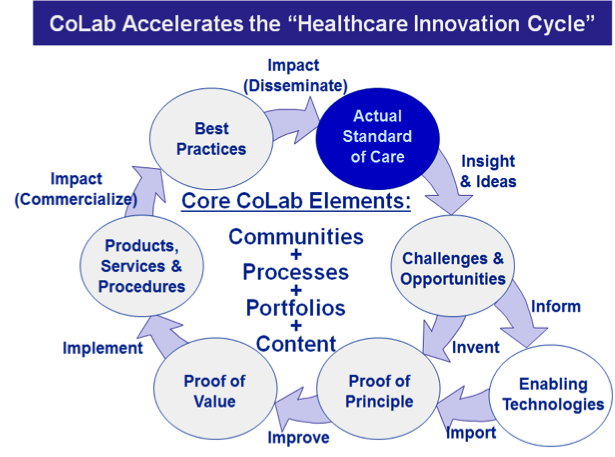 CoLab Accelerates the “Healthcare Innovation Cycle”
Impact
(Disseminate)
Best
Practices
Actual
Standard
of Care
Insight
& Ideas
Impact
(Commercialize)
Core CoLab Elements:
Communities
+
Processes
+
Portfolios
+
Content
Products,
Services &
Procedures
Challenges &
Opportunities
Inform
Implement
Invent
Proof of
Value
Proof of
Principle
Enabling
Technologies
Improve
Import